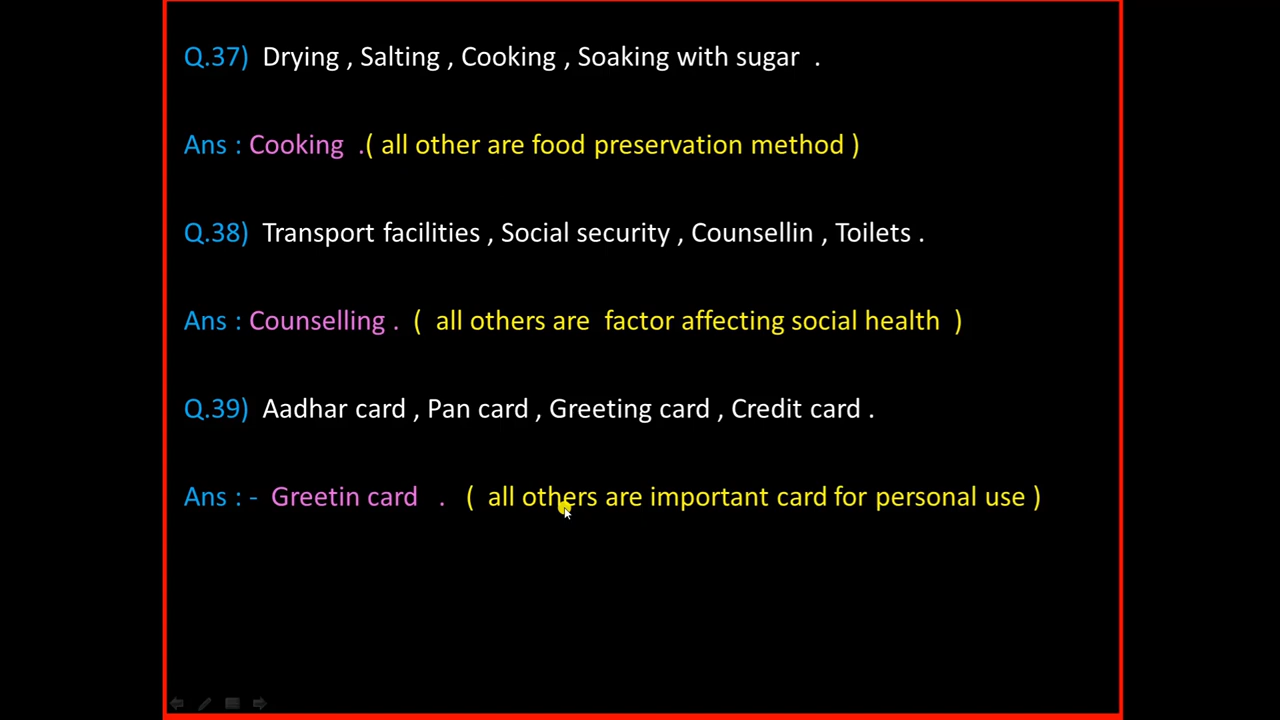 Q.37) Drying , Salting , Cooking , Soaking with sugar .
Ans : Cooking .( all other are food preservation method )
Q.38) Transport facilities , Social security , Counsellin , Toilets .
Ans : Counselling . ( all others are factor affecting social health )
Q.39) Aadhar card , Pan card , Greeting card , Credit card .
Ans : - Greetin card . ( all others are important card for personal use )